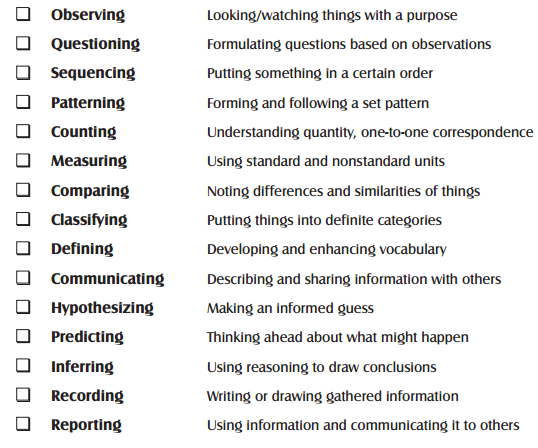 ☐ Observing Looking/watching things with a purpose
☐ Questioning Formulating questions based on observations
☐ Sequencing Putting something in a certain order
☐ Patterning Forming and following a set pattern
☐ Counting Understanding quantity, one-to-one correspondence
☐ Measuring Using standard and nonstandard units
☐ Comparing Noting differences and similarities of things
☐ Classifying Putting things into definite categories
☐ Defining Developing and enhancing vocabulary
☐ Communicating Describing and sharing information with others
☐ Hypothesizing Making an informed guess
☐ Predicting Thinking ahead about what might happen
☐ Inferring Using reasoning to draw conclusions
☐ Recording Writing or drawing gathered information
☐ Reporting Using information and communicating it to others